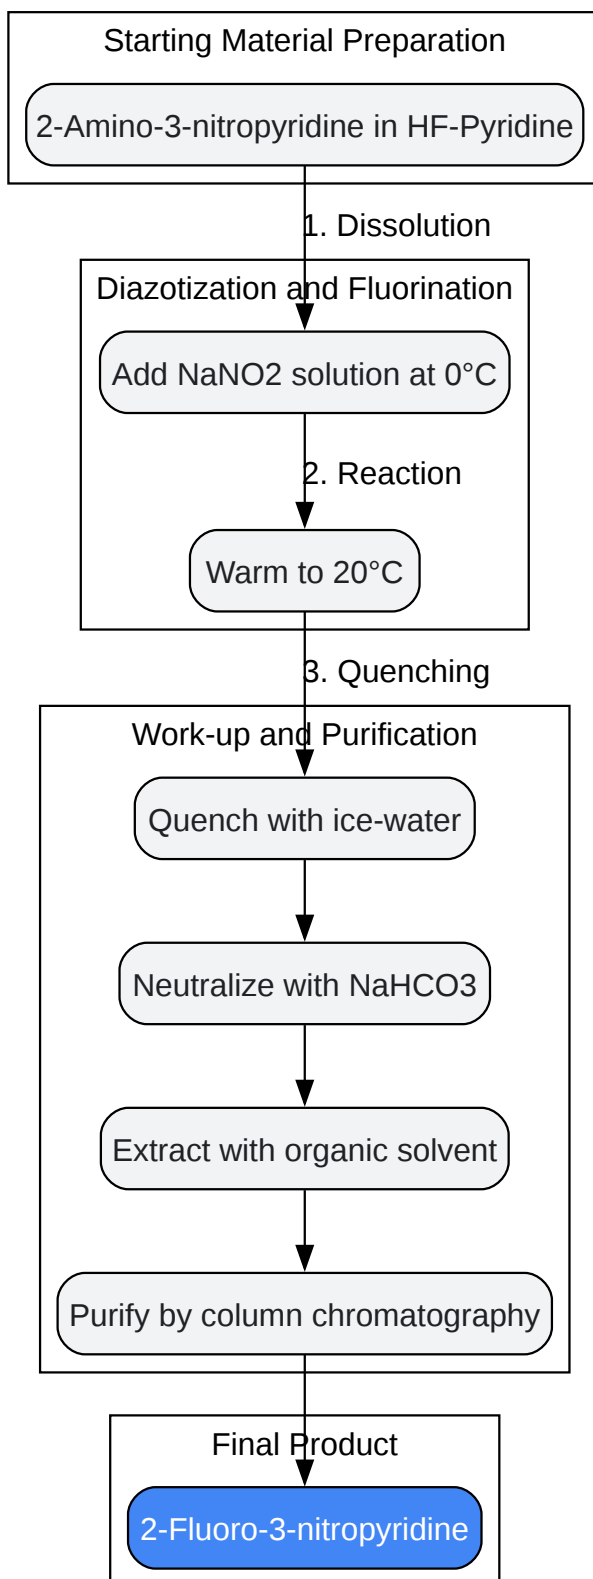 Starting Material Preparation
2-Amino-3-nitropyridine in HF-Pyridine
1. Dissolution
Diazotization and Fluorination
Add NaNO2 solution at 0°C
2. Reaction
Warm to 20°C
3. Quenching
Work-up and Purification
Quench with ice-water
Neutralize with NaHCO3
Extract with organic solvent
Purify by column chromatography
Final Product
2-Fluoro-3-nitropyridine